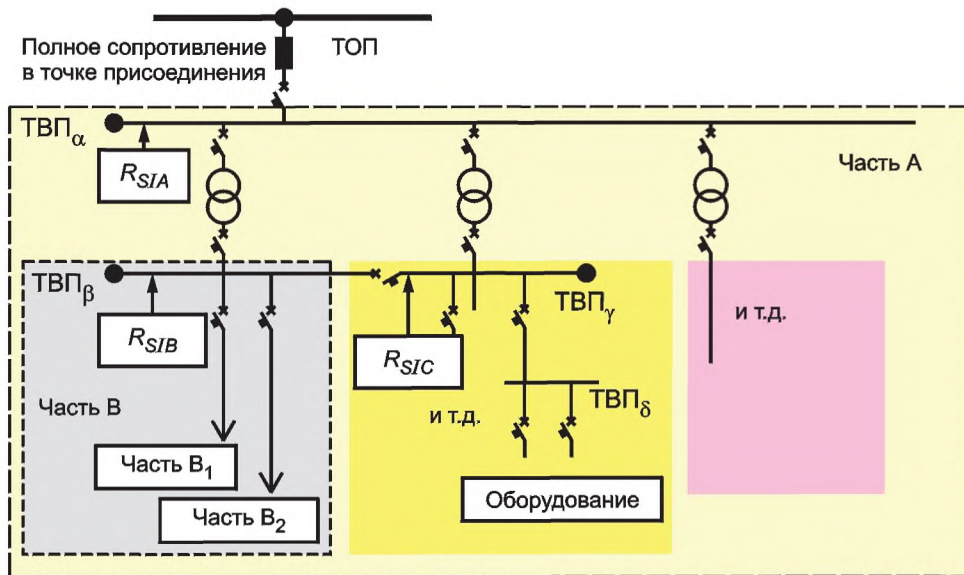 Полное сопротивление
в точке присоединения
ТОП
ТВПα
RSIA
Часть А
ТВПβ
RSIB
ТВПγ
RSIC
и т.д.
Часть В
и т.д.
ТВПδ
Часть В1
Часть В2
Оборудование